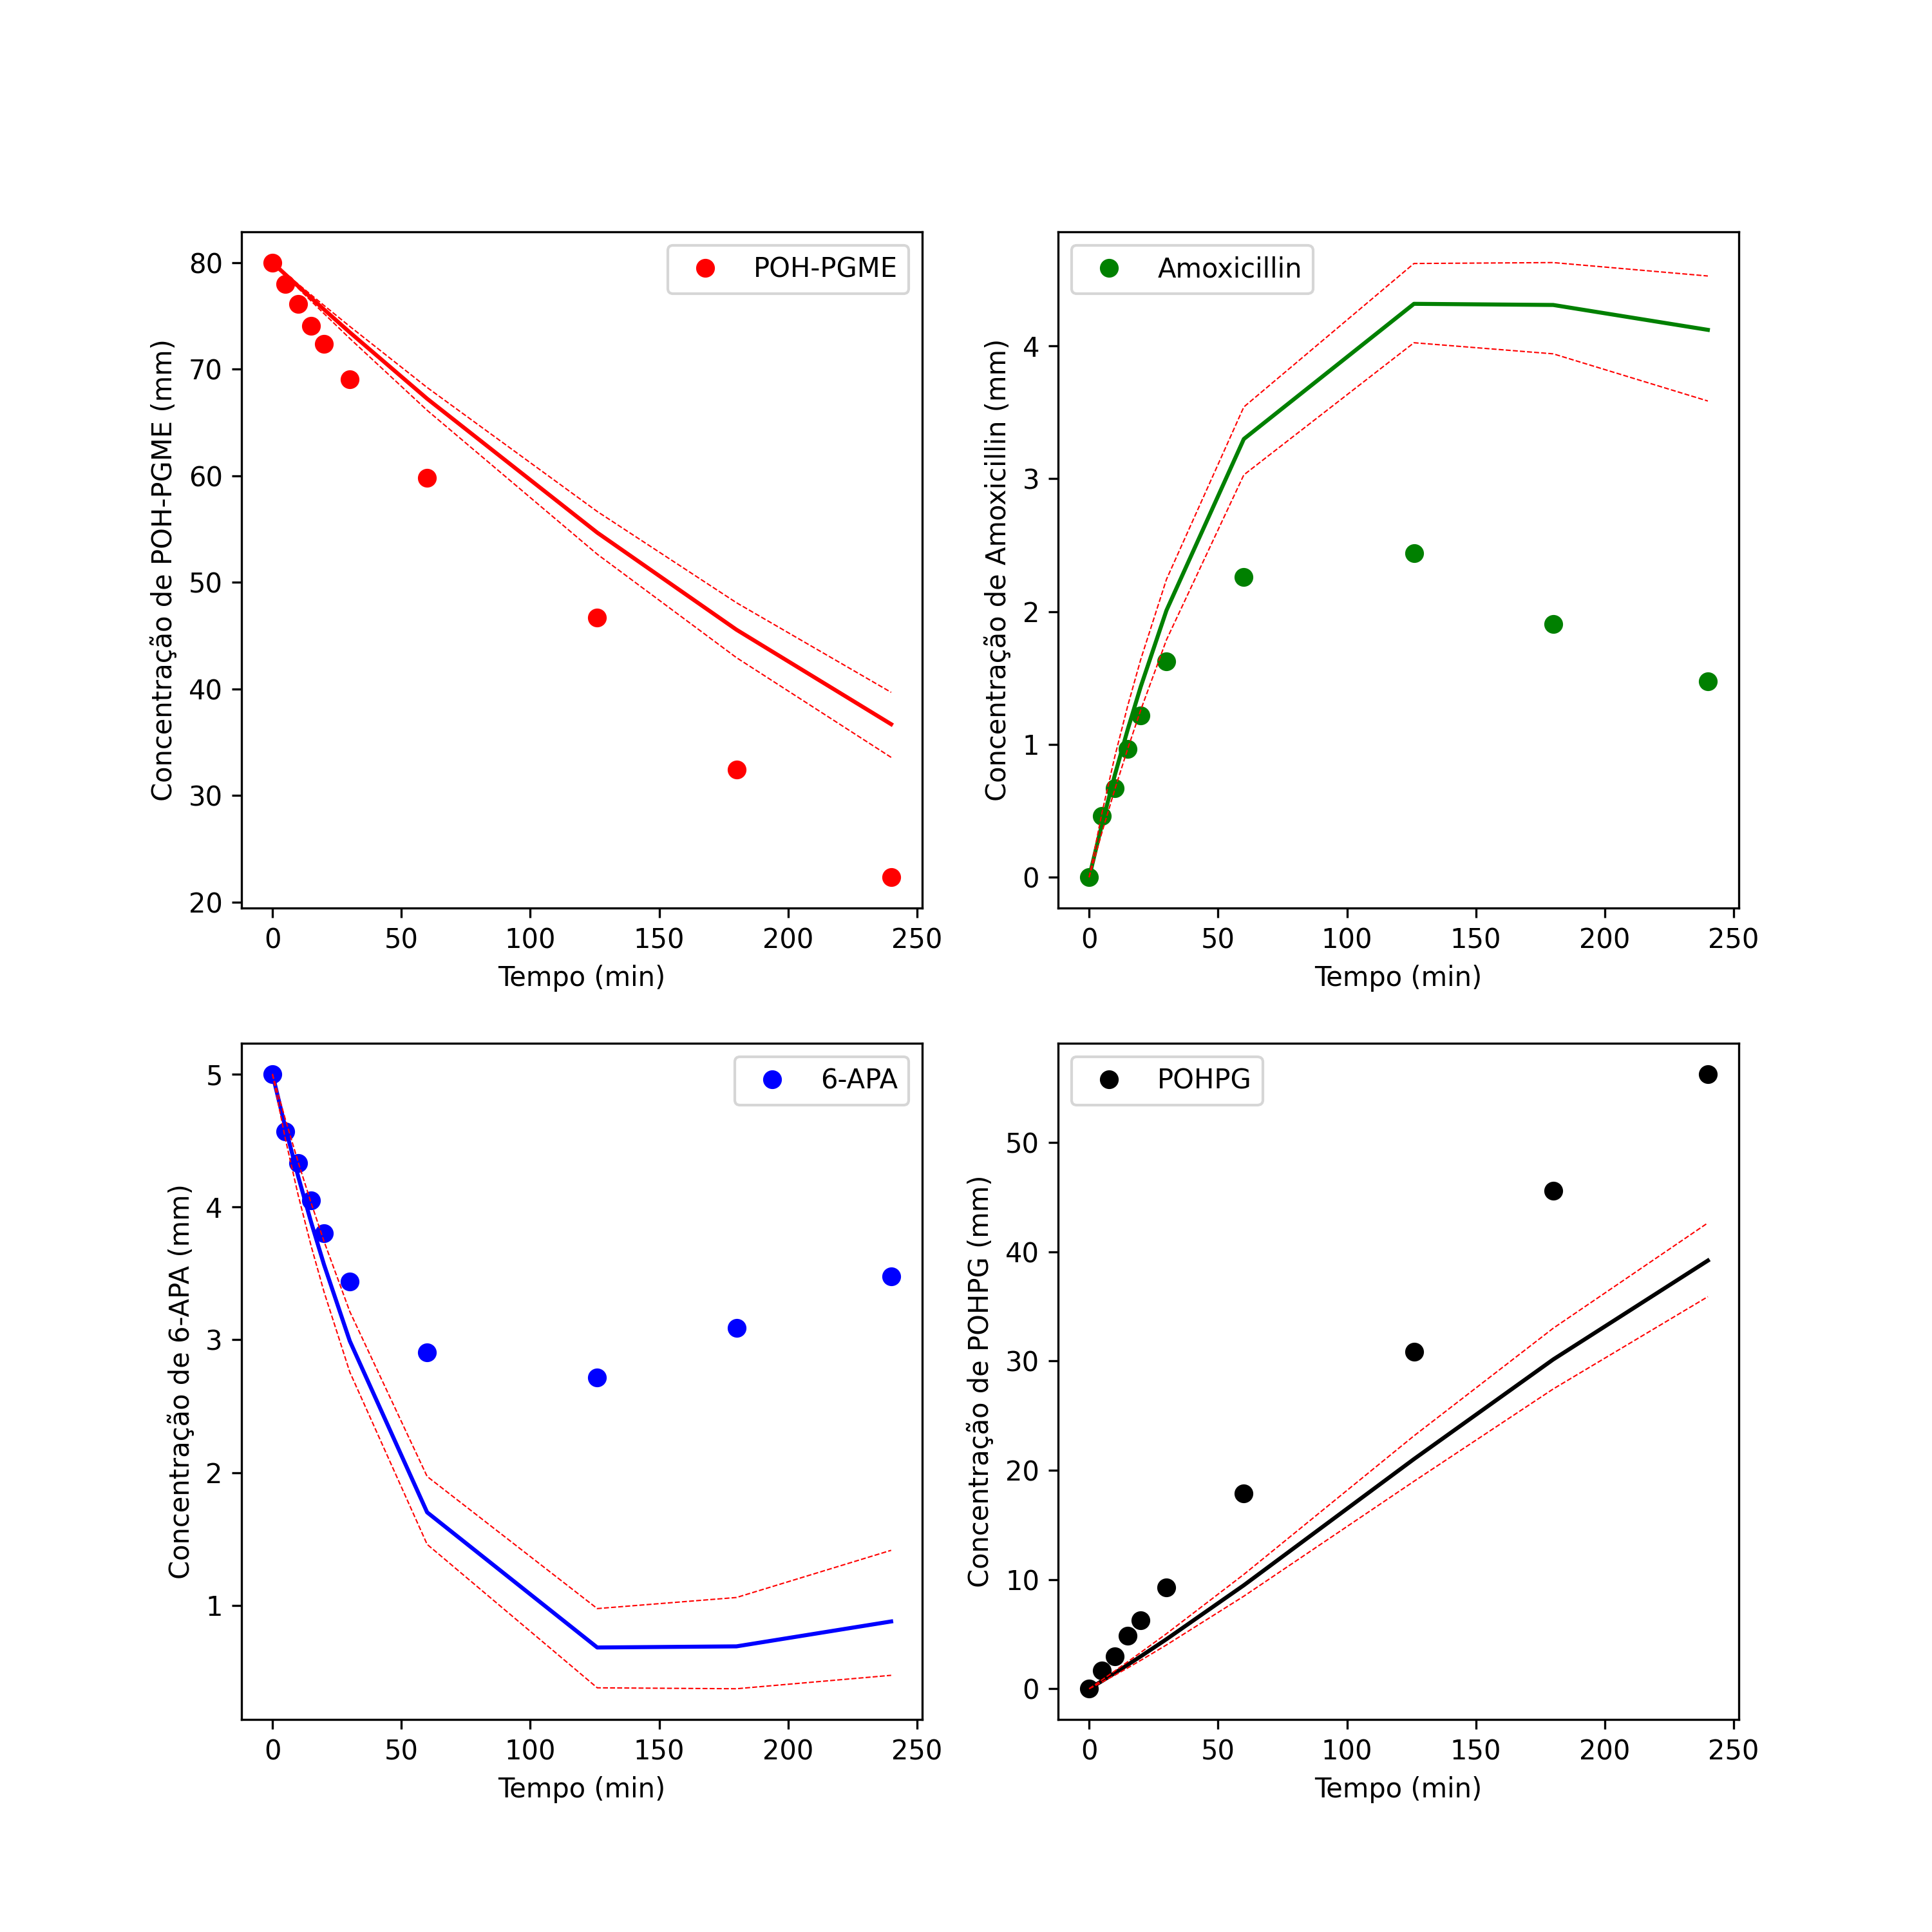 POH-PGME
Concentração de POH-PGME (mm)
80
70
60
50
40
30
20
0 50 100 150 200 250
Tempo (min)
Amoxicillin
Concentração de Amoxicillin (mm)
4
3
2
1
0
0 50 100 150 200 250
Tempo (min)
6-APA
Concentração de 6-APA (mm)
5
4
3
2
1
0 50 100 150 200 250
Tempo (min)
POHPG
Concentração de POHPG (mm)
50
40
30
20
10
0
0 50 100 150 200 250
Tempo (min)